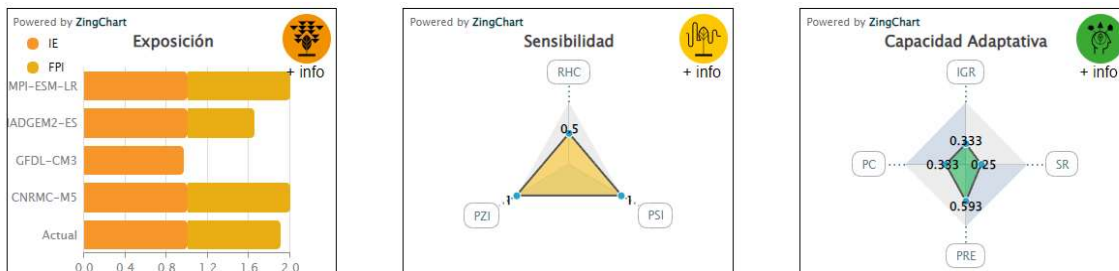 Powered by ZingChart
Exposición
+ info
IE
FPI
MPI-ESM-LR
IADGEM2-ES
GFDL-CM3
CNRMC-M5
Actual
0.0 0.4 0.8 1.2 1.6 2.0
Powered by ZingChart
Sensibilidad
+ info
RHC
0.5
1 1
PZI PSI
Powered by ZingChart
Capacidad Adaptativa
+ info
IGR
0.333
PC 0.333 0.25 SR
0.593
PRE